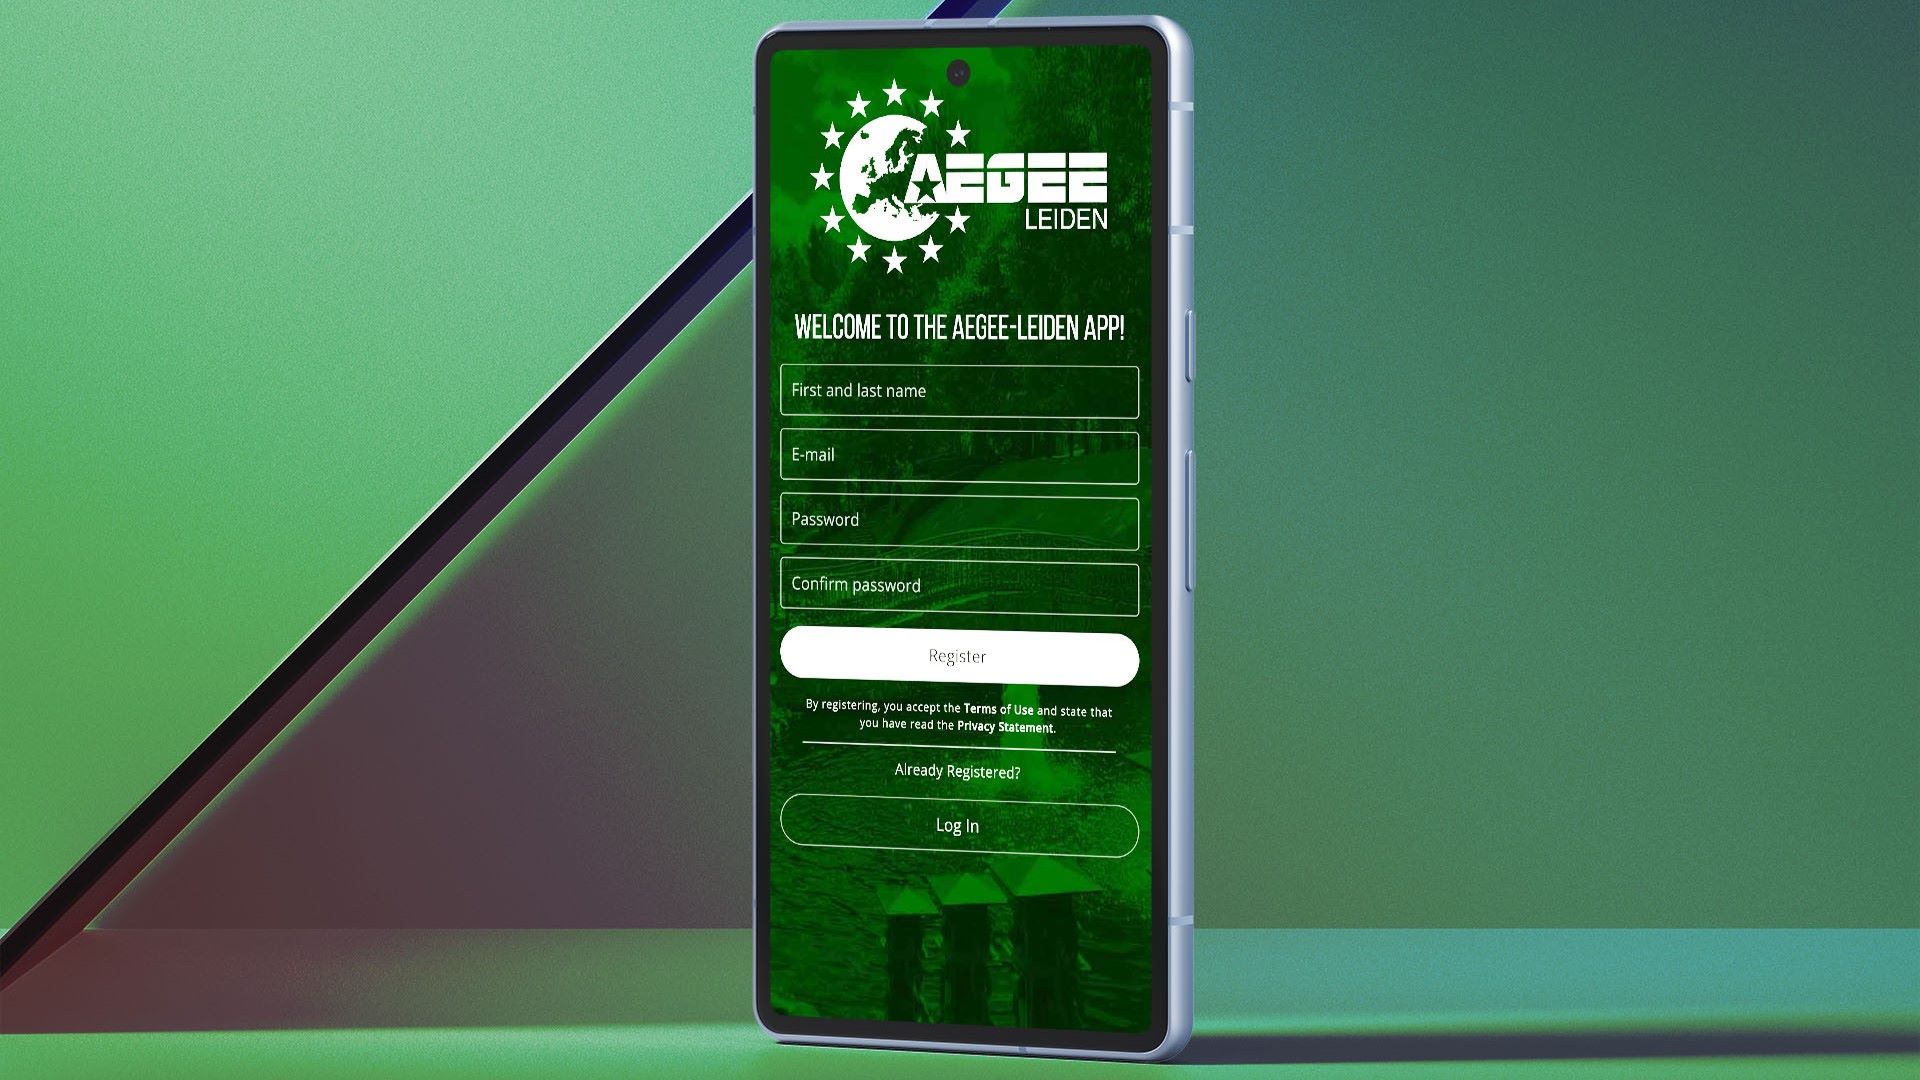 AEGEE
LEIDEN
WELCOME TO THE AEGEE-LEIDEN APP!
First and last name
E-mail
Password
Confirm password
Register
By registering, you accept the Terms of Use and state that
you have read the Privacy Statement.
Already Registered?
Log In